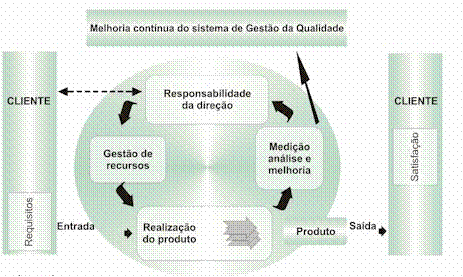 Melhoria contínua do sistema de Gestão da Qualidade
CLIENTE
Responsabilidade
da direção
CLIENTE
Gestão de
recursos
Medição
análise e
melhoria
Satisfação
Requisitos
Entrada
Realização
do produto
Produto
Saída